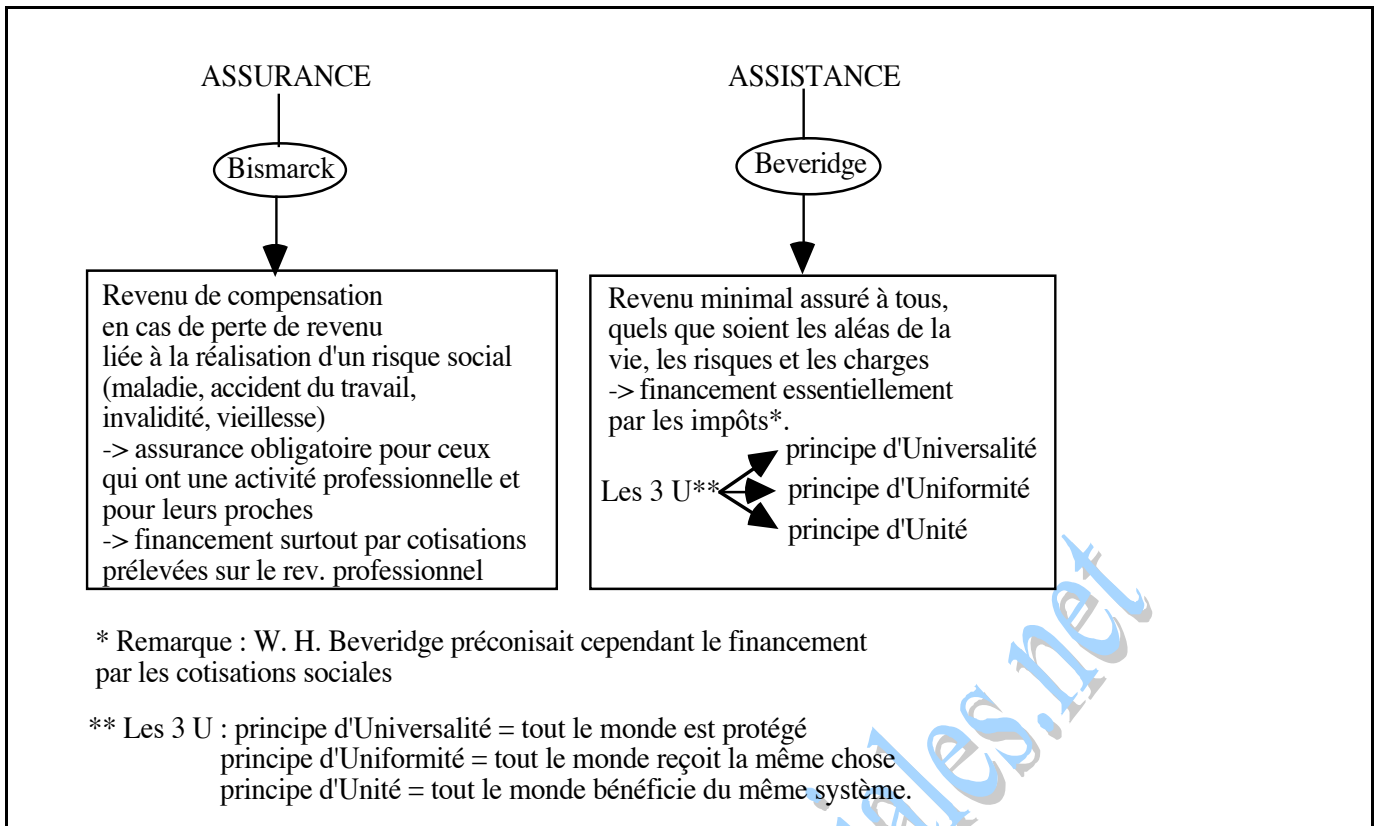 ASSURANCE
Bismarck
Revenu de compensation
en cas de perte de revenu
liée à la réalisation d'un risque social
(maladie, accident du travail,
invalidité, vieillesse)
-> assurance obligatoire pour ceux
qui ont une activité professionnelle et
pour leurs proches
-> financement surtout par cotisations
prélevées sur le rev. professionnel
ASSISTANCE
Beveridge
Revenu minimal assuré à tous,
quels que soient les aléas de la
vie, les risques et les charges
-> financement essentiellement
par les impôts*.
Les 3 U**
principe d'Universalité
principe d'Uniformité
principe d'Unité
* Remarque : W. H. Beveridge préconisait cependant le financement
par les cotisations sociales
** Les 3 U : principe d'Universalité = tout le monde est protégé
principe d'Uniformité = tout le monde reçoit la même chose
principe d'Unité = tout le monde bénéficie du même système.
iales.net